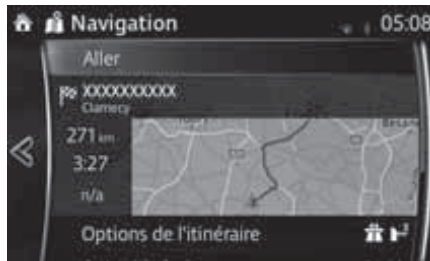 Navigation 05:08
Aller
XXXXXXXXXX
Clamecy
271 km
3:27
n/a
Options de l'itinéraire